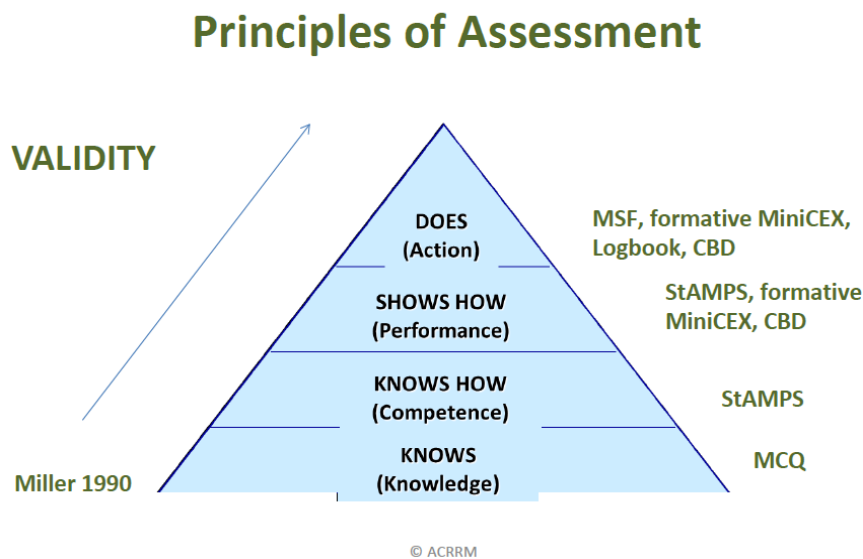 Principles of Assessment
VALIDITY
DOES
(Action)
MSF, formative MiniCEX,
Logbook, CBD
SHOWS HOW
(Performance)
StAMPS, formative
MiniCEX, CBD
KNOWS HOW
(Competence)
StAMPS
KNOWS
(Knowledge)
MCQ
Miller 1990
© ACRRM